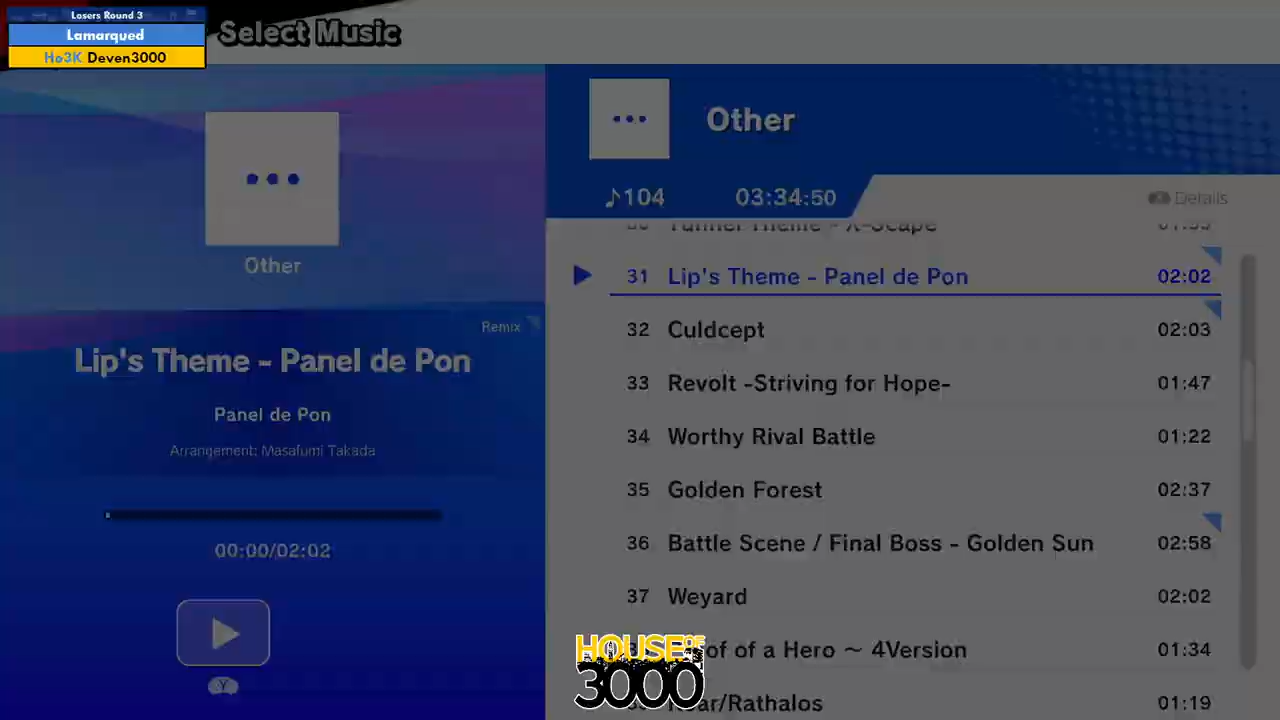 Losers Round 3
Lamarqued
Ho3K Deven3000
Select Music
Other
♪104 03:34:50
Details
Other
31 Lip's Theme - Panel de Pon 02:02
Remix
32 Culdcept 02:03
Lip's Theme - Panel de Pon
33 Revolt -Striving for Hope- 01:47
Panel de Pon
34 Worthy Rival Battle 01:22
Arrangement: Masafumi Takada
35 Golden Forest 02:37
00:00/02:02
36 Battle Scene / Final Boss - Golden Sun 02:58
37 Weyard 02:02
of of a Hero ~ 4Version 01:34
/Rathalos 01:19
Y
HOUSE OF
3000